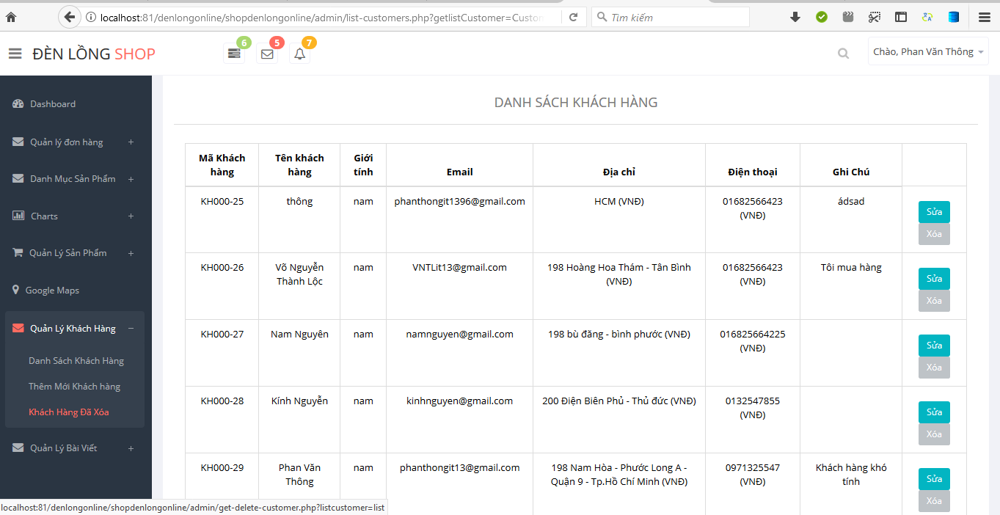 localhost:81/denlongonline/shopdenlongonline/admin/list-customers.php?getlistCustomer=Custom
Tìm kiếm
ĐÈN LỒNG SHOP
6
5
7
Chào, Phan Văn Thông
Dashboard
Quản lý đơn hàng +
Danh Mục Sản Phẩm +
Charts +
Quản Lý Sản Phẩm +
Google Maps
Quản Lý Khách Hàng −
Danh Sách Khách Hàng
Thêm Mới Khách hàng
Khách Hàng Đã Xóa
Quản Lý Bài Viết +
DANH SÁCH KHÁCH HÀNG
Mã Khách Tên khách Giới
hàng hàng tính Email Địa chỉ Điện thoại Ghi Chú
KH000-25 thông nam phanthongit1396@gmail.com HCM (VNĐ) 01682566423 ádsad
(VNĐ)
Sửa
Xóa
KH000-26 Võ Nguyễn nam VNTLit13@gmail.com 198 Hoàng Hoa Thám - Tân Bình 01682566423 Tôi mua hàng
Thành Lộc (VNĐ) (VNĐ)
Sửa
Xóa
KH000-27 Nam Nguyên nam namnguyen@gmail.com 198 bù đăng - bình phước (VNĐ) 016825664225
(VNĐ)
Sửa
Xóa
KH000-28 Kính Nguyễn nam kinhnguyen@gmail.com 200 Điện Biên Phủ - Thủ đức (VNĐ) 0132547855
(VNĐ)
Sửa
Xóa
KH000-29 Phan Văn nam phanthongit13@gmail.com 198 Nam Hòa - Phước Long A - 0971325547 Khách hàng khó
Thông Quận 9 - Tp.Hồ Chí Minh (VNĐ) (VNĐ) tính
Sửa
Xóa
localhost:81/denlongonline/shopdenlongonline/admin/get-delete-customer.php?listcustomer=list